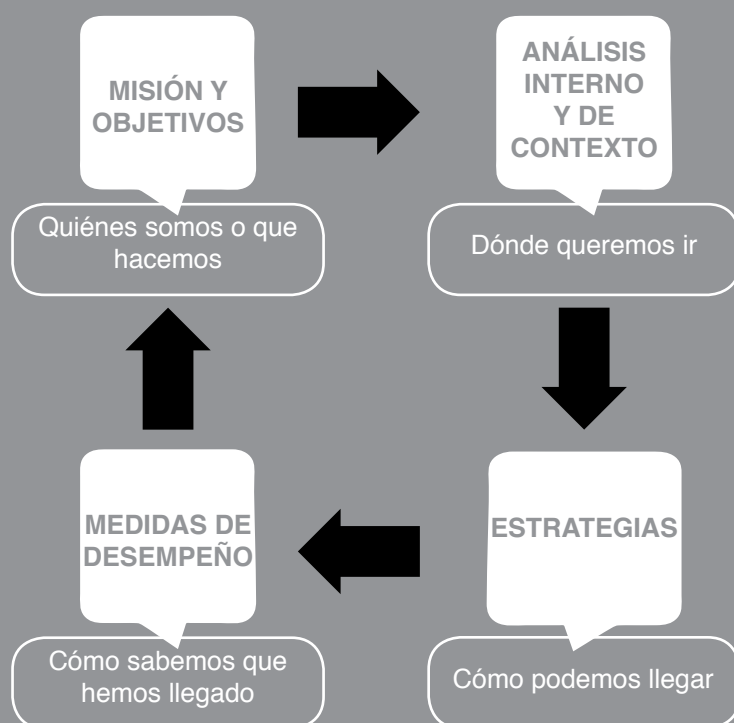 MISIÓN Y
OBJETIVOS
Quiénes somos o que
hacemos
ANÁLISIS
INTERNO
Y DE
CONTEXTO
Dónde queremos ir
MEDIDAS DE
DESEMPEÑO
Cómo sabemos que
hemos llegado
ESTRATEGIAS
Cómo podemos llegar